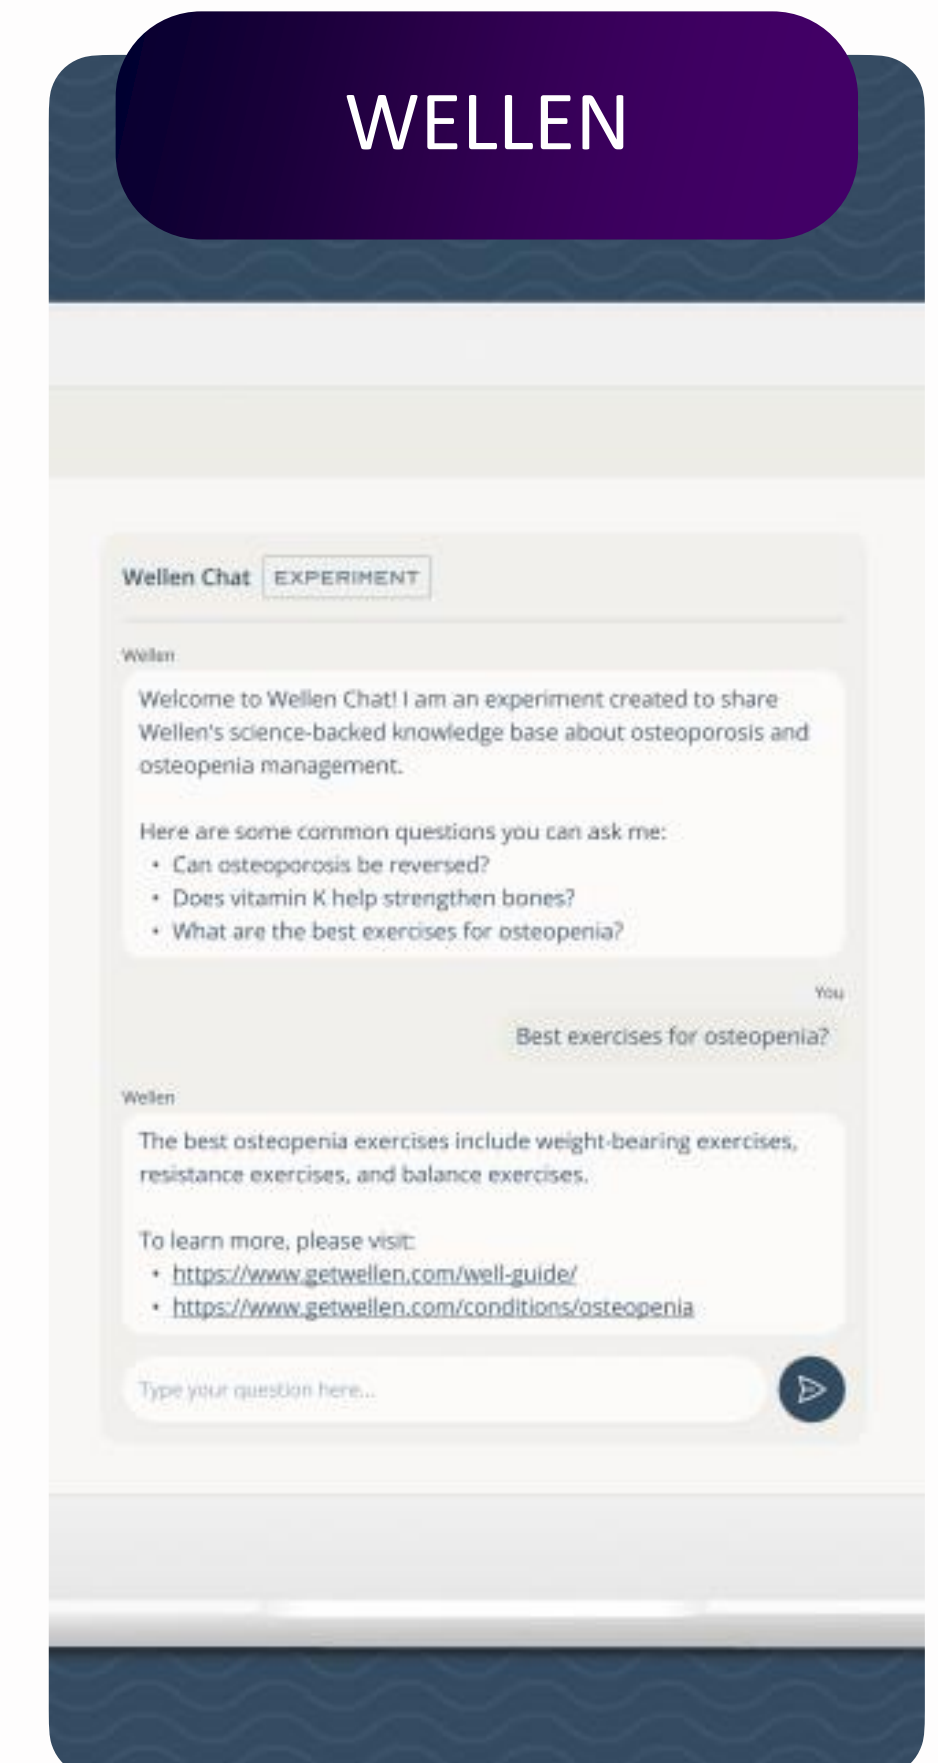 WELLEN
Wellen Chat EXPERIMENT
Wellen
Welcome to Wellen Chat! I am an experiment created to share
Wellen's science-backed knowledge base about osteoporosis and
osteopenia management.
Here are some common questions you can ask me:
• Can osteoporosis be reversed?
• Does vitamin K help strengthen bones?
• What are the best exercises for osteopenia?
You
Best exercises for osteopenia?
Wellen
The best osteopenia exercises include weight-bearing exercises,
resistance exercises, and balance exercises.
To learn more, please visit:
• https://www.getwellen.com/well-guide/
• https://www.getwellen.com/conditions/osteopenia
Type your question here...